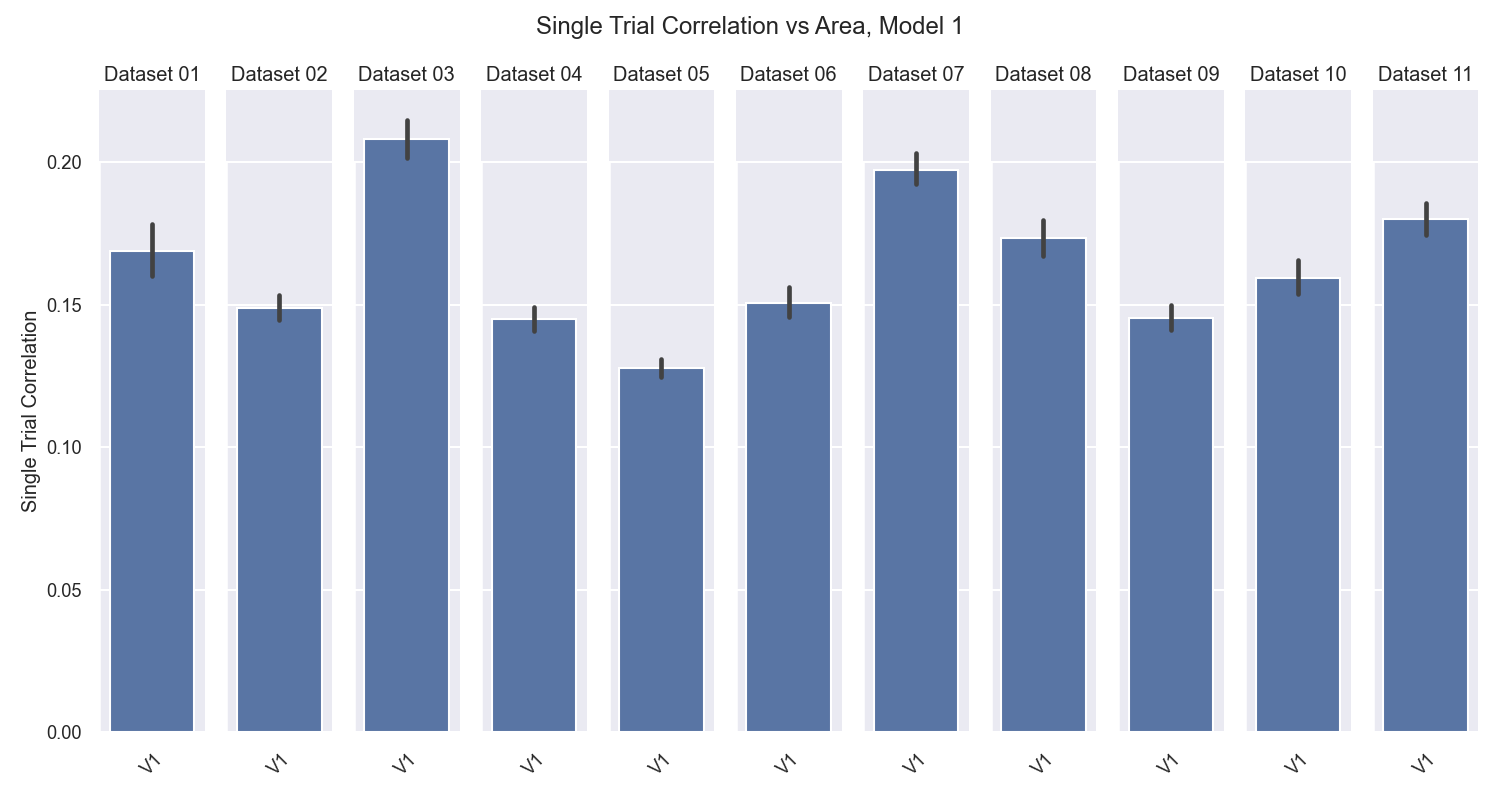 Single Trial Correlation vs Area, Model 1
Dataset 01
Dataset 02
Dataset 03
Dataset 04
Dataset 05
Dataset 06
Dataset 07
Dataset 08
Dataset 09
Dataset 10
Dataset 11
Single Trial Correlation
0.20
0.15
0.10
0.05
0.00
V1
V1
V1
V1
V1
V1
V1
V1
V1
V1
V1